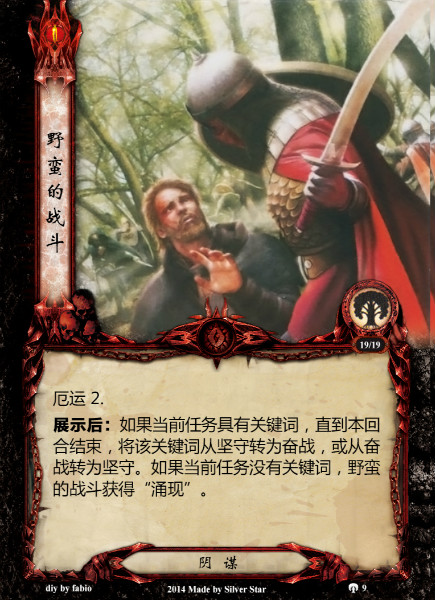 野蛮的战斗
19/19
厄运 2.
展示后：如果当前任务具有关键词，直到本回
合结束，将该关键词从坚守转为奋战，或从奋
战转为坚守。如果当前任务没有关键词，野蛮
的战斗获得“涌现”。
阴 谋
diy by fabio
2014 Made by Silver Star
9